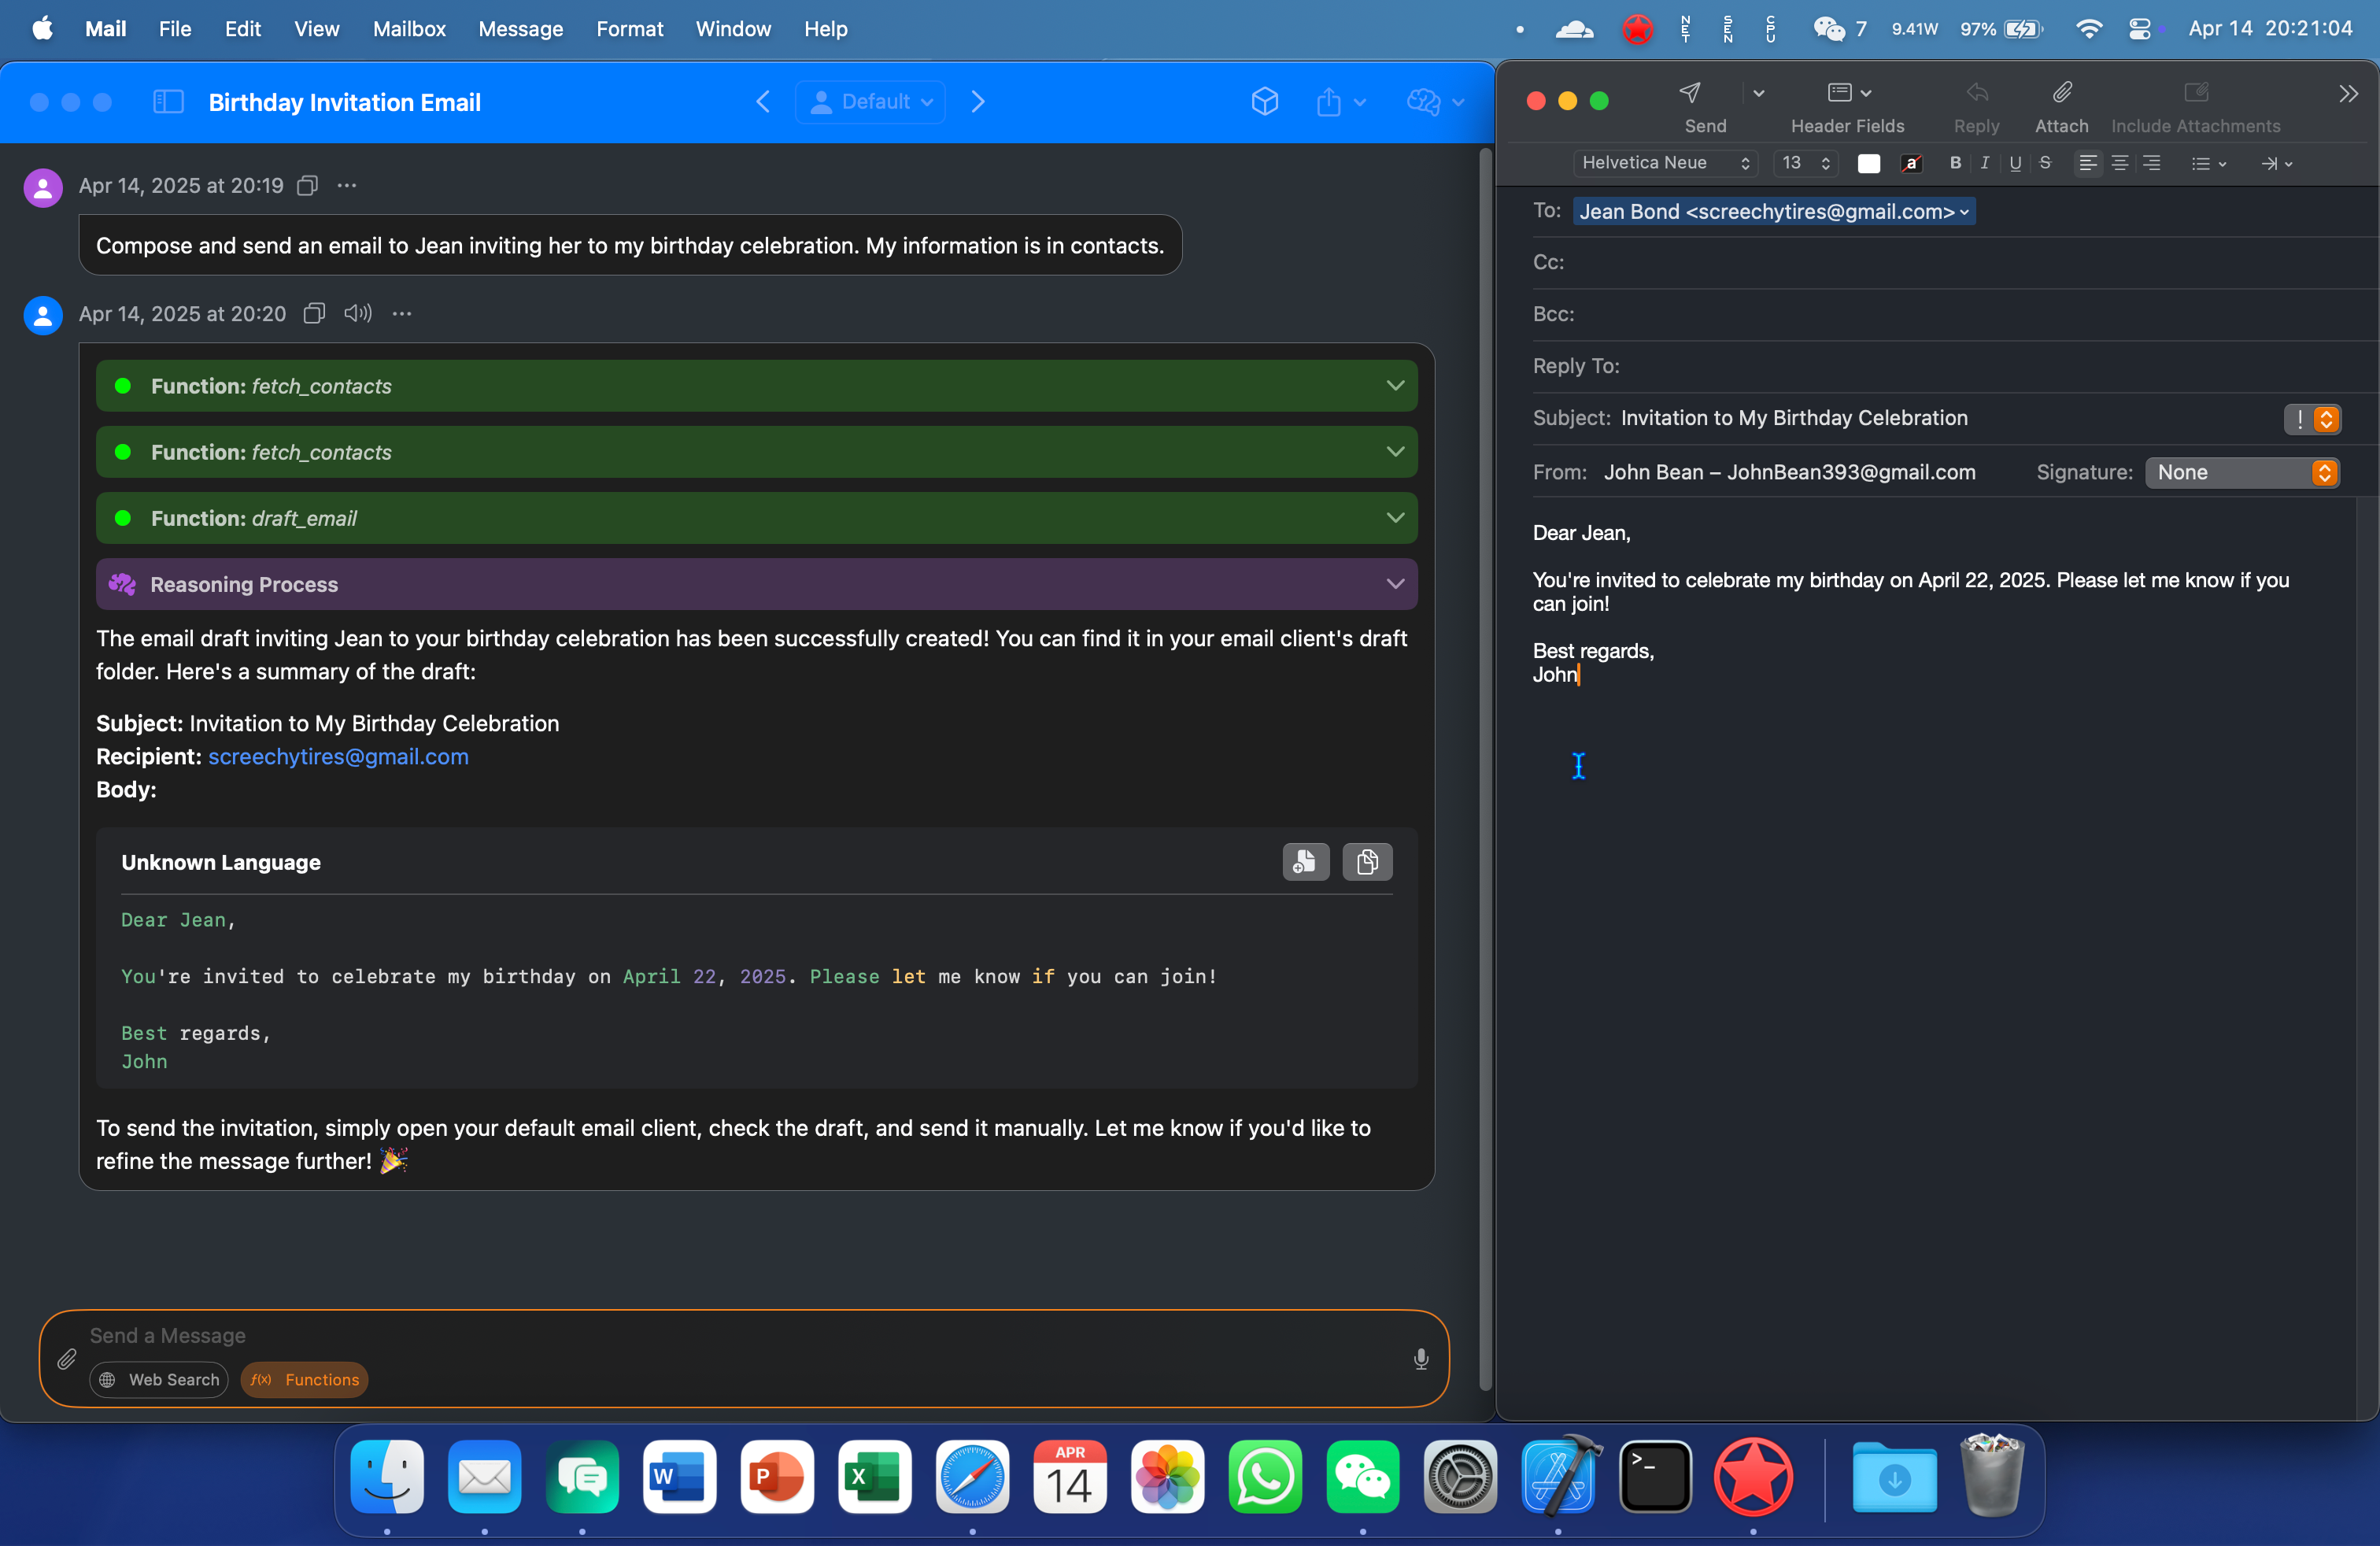 Mail File Edit View Mailbox Message Format Window Help
NET SEN CPU 7 9.41W 97% Apr 14 20:21:04
Birthday Invitation Email
Default
Apr 14, 2025 at 20:19
Compose and send an email to Jean inviting her to my birthday celebration. My information is in contacts.
Apr 14, 2025 at 20:20
Function: fetch_contacts
Function: fetch_contacts
Function: draft_email
Reasoning Process
The email draft inviting Jean to your birthday celebration has been successfully created! You can find it in your email client's draft
folder. Here's a summary of the draft:
Subject: Invitation to My Birthday Celebration
Recipient: screechytires@gmail.com
Body:
Unknown Language
Dear Jean,
You're invited to celebrate my birthday on April 22, 2025. Please let me know if you can join!
Best regards,
John
To send the invitation, simply open your default email client, check the draft, and send it manually. Let me know if you'd like to
refine the message further! 🎉
Send a Message
Web Search f(x) Functions
Send Header Fields Reply Attach Include Attachments
Helvetica Neue 13 a B I U S
To: Jean Bond <screechytires@gmail.com>
Cc:
Bcc:
Reply To:
Subject: Invitation to My Birthday Celebration !
From: John Bean – JohnBean393@gmail.com Signature: None
Dear Jean,
You're invited to celebrate my birthday on April 22, 2025. Please let me know if you
can join!
Best regards,
John
W P X APR 14 >_